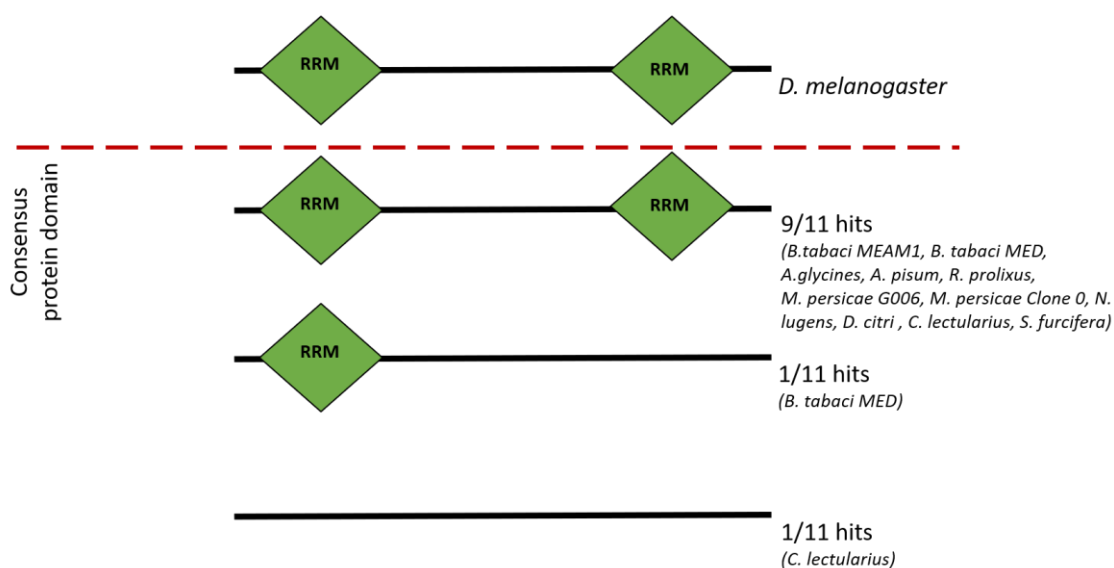 RRM
RRM
D. melanogaster
Consensus
protein domain
RRM
RRM
9/11 hits
(B.tabaci MEAM1, B. tabaci MED,
A.glycines, A. pisum, R. prolixus,
M. persicae G006, M. persicae Clone 0, N.
lugens, D. citri , C. lectularius, S. furcifera)
RRM
1/11 hits
(B. tabaci MED)
1/11 hits
(C. lectularius)